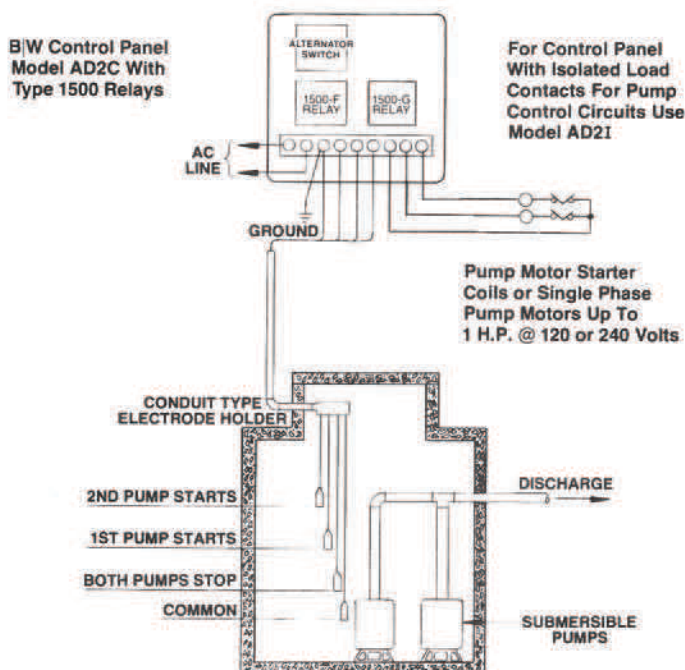 B|W Control Panel
Model AD2C With
Type 1500 Relays
ALTERNATOR
SWITCH
1500-F
RELAY
1500-G
RELAY
For Control Panel
With Isolated Load
Contacts For Pump
Control Circuits Use
Model AD2I
AC
LINE
GROUND
Pump Motor Starter
Coils or Single Phase
Pump Motors Up To
1 H.P. @ 120 or 240 Volts
CONDUIT TYPE
ELECTRODE HOLDER
2ND PUMP STARTS
1ST PUMP STARTS
BOTH PUMPS STOP
COMMON
DISCHARGE
SUBMERSIBLE
PUMPS